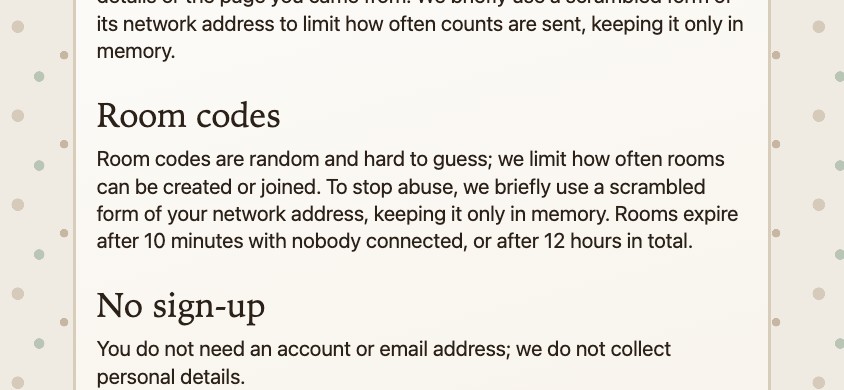 its network address to limit how often counts are sent, keeping it only in
memory.
Room codes
Room codes are random and hard to guess; we limit how often rooms
can be created or joined. To stop abuse, we briefly use a scrambled
form of your network address, keeping it only in memory. Rooms expire
after 10 minutes with nobody connected, or after 12 hours in total.
No sign-up
You do not need an account or email address; we do not collect
personal details.